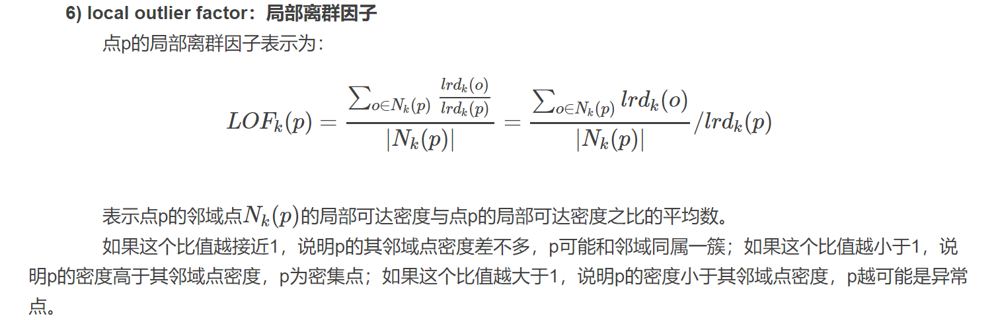 6) local outlier factor：局部离群因子
点p的局部离群因子表示为：
$LOF_k(p) = \frac{\sum_{o \in N_k(p)} \frac{lrd_k(o)}{lrd_k(p)}}{|N_k(p)|} = \frac{\sum_{o \in N_k(p)} lrd_k(o)}{|N_k(p)|} / lrd_k(p)$
表示点p的邻域点$N_k(p)$的局部可达密度与点p的局部可达密度之比的平均数。
如果这个比值越接近1，说明p的其邻域点密度差不多，p可能和邻域同属一簇；如果这个比值越小于1，说
明p的密度高于其邻域点密度，p为密集点；如果这个比值越大于1，说明p的密度小于其邻域点密度，p越可能是异常
点。